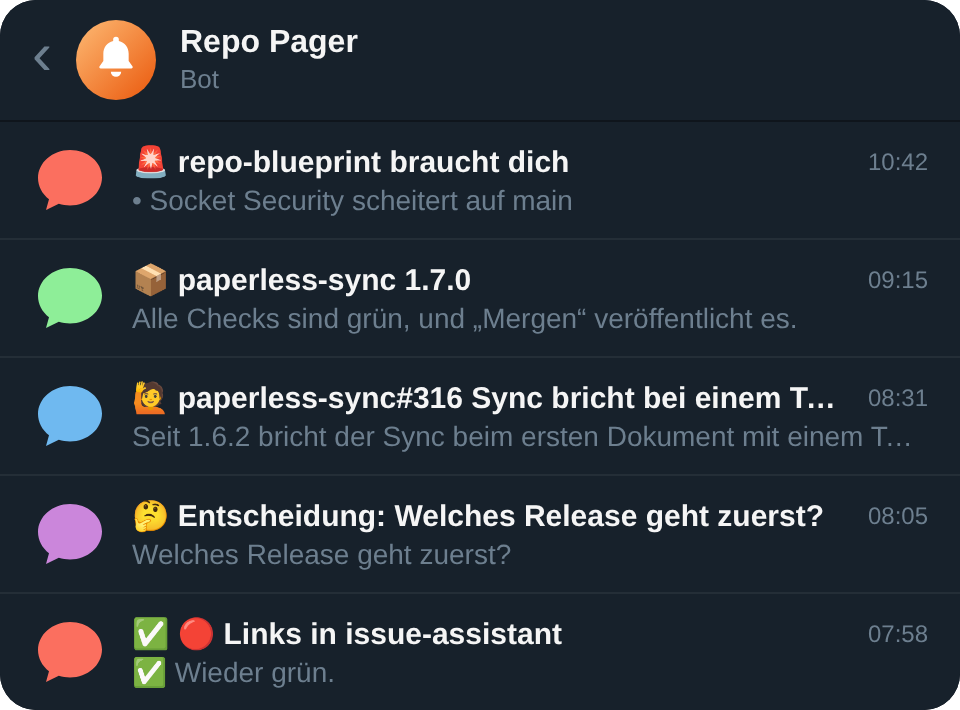 Repo Pager
Bot
🚨 repo-blueprint braucht dich 10:42
• Socket Security scheitert auf main
📦 paperless-sync 1.7.0 09:15
Alle Checks sind grün, und „Mergen“ veröffentlicht es.
🙋 paperless-sync#316 Sync bricht bei einem T… 08:31
Seit 1.6.2 bricht der Sync beim ersten Dokument mit einem T…
🤔 Entscheidung: Welches Release geht zuerst? 08:05
Welches Release geht zuerst?
✅ 🔴 Links in issue-assistant 07:58
✅ Wieder grün.